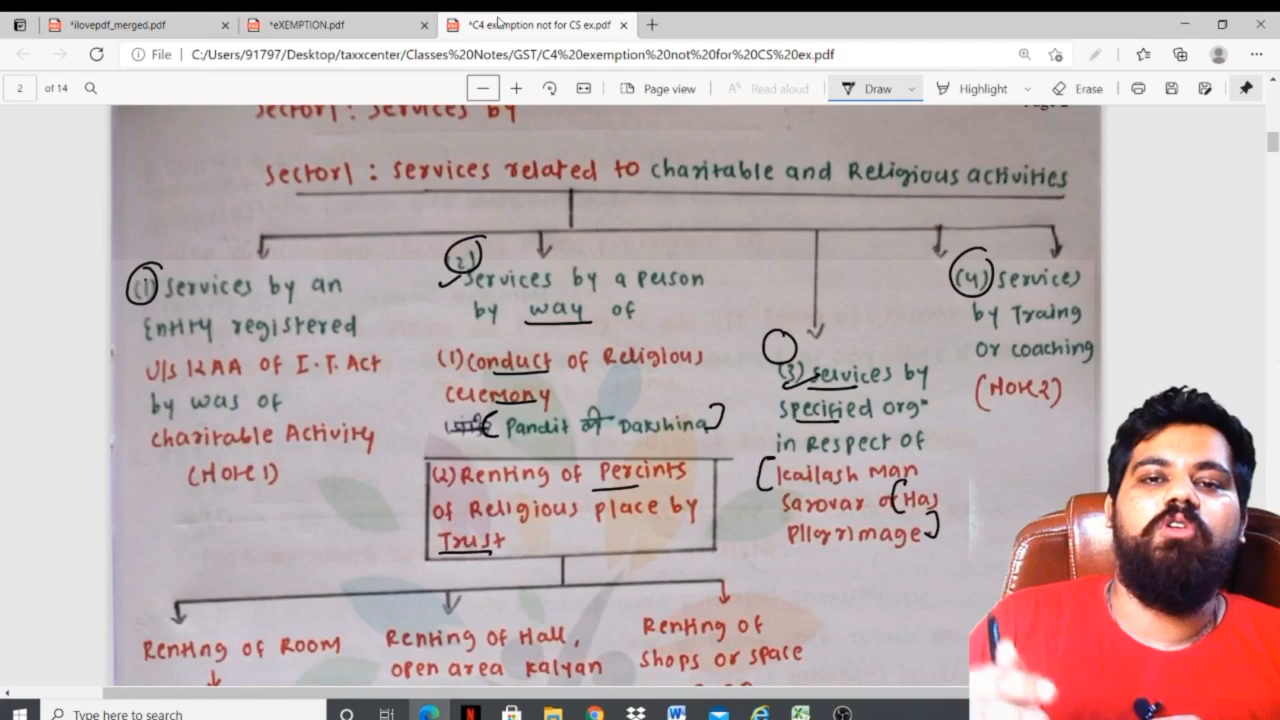 *ilovepdf_merged.pdf
*eXEMPTION.pdf
*C4 exemption not for CS ex.pdf
File
C:/Users/91797/Desktop/taxxcenter/Classes%20Notes/GST/C4%20exemption%20not%20for%20CS%20ex.pdf
2 of 14
Page view
Read aloud
Draw
Highlight
Erase
Sector1 : Services by
Sector1 : Services related to charitable and Religious activities
(1) Services by an
Entity registered
U/s 12AA of I.T. Act
by was of
Charitable Activity
(Note 1)
(2)
Services by a person
by way of
(1) Conduct of Religious
ceremony
( Pandit की Dakshina )
(2) Renting of Percints
of Religious place by
Trust
(3) Services by
specified orgⁿ
in Respect of
Kailash Man
Sarovar or Haj
Pilgrimage
(4) Services
by Traing
or coaching
(Note 2)
Renting of Room
Renting of Hall,
open area kalyan
Renting of
shops or space
Type here to search